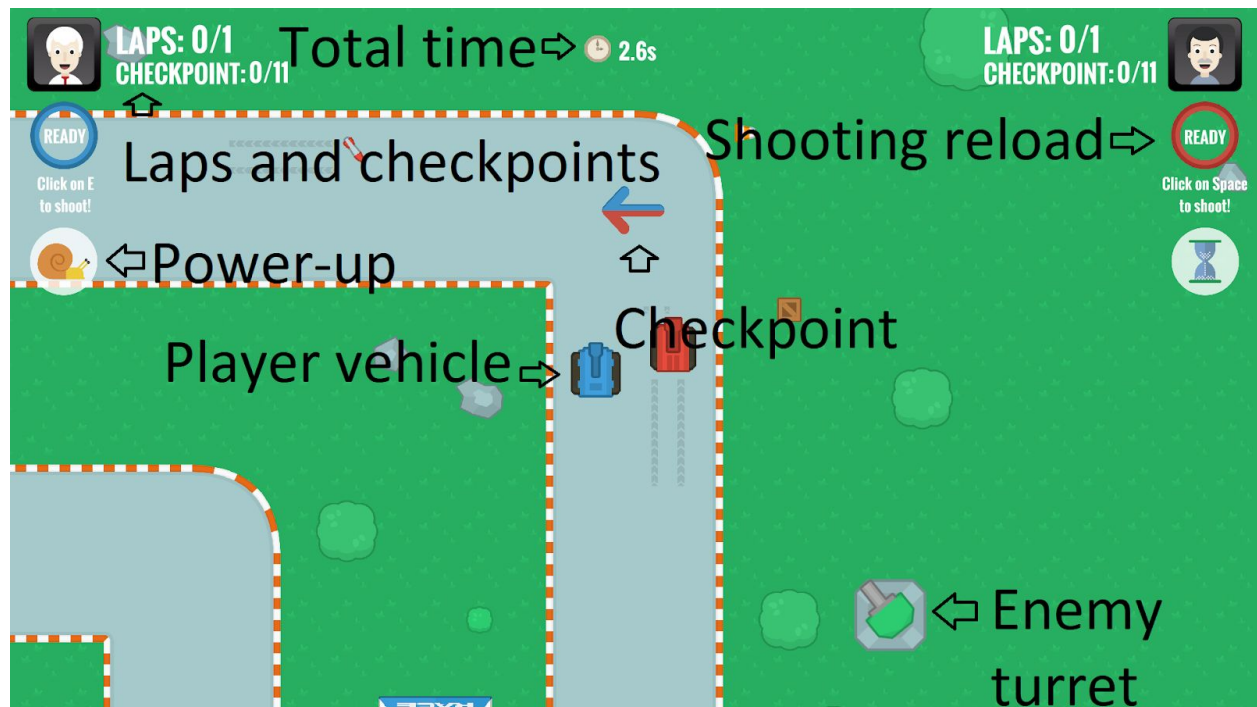 LAPS: 0/1
CHECKPOINT: 0/11
Total time
2.6s
LAPS: 0/1
CHECKPOINT: 0/11
READY
Click on E
to shoot!
Laps and checkpoints
Shooting reload
READY
Click on Space
to shoot!
Power-up
Checkpoint
Player vehicle
Enemy
turret